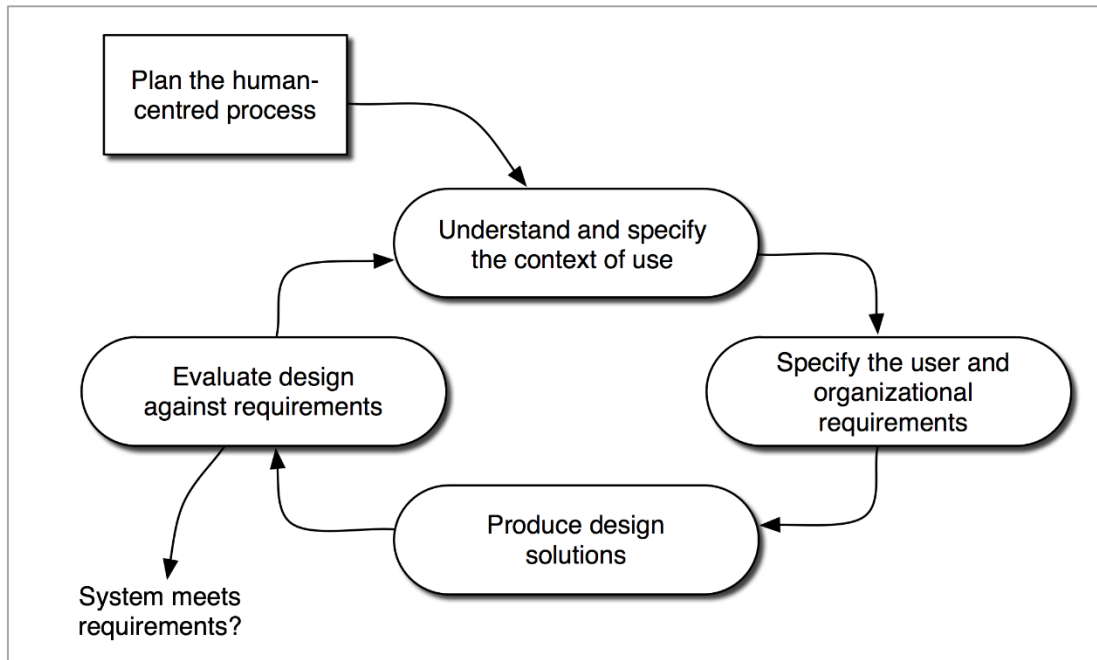 Plan the human-
centred process
Understand and specify
the context of use
Specify the user and
organizational
requirements
Produce design
solutions
Evaluate design
against requirements
System meets
requirements?